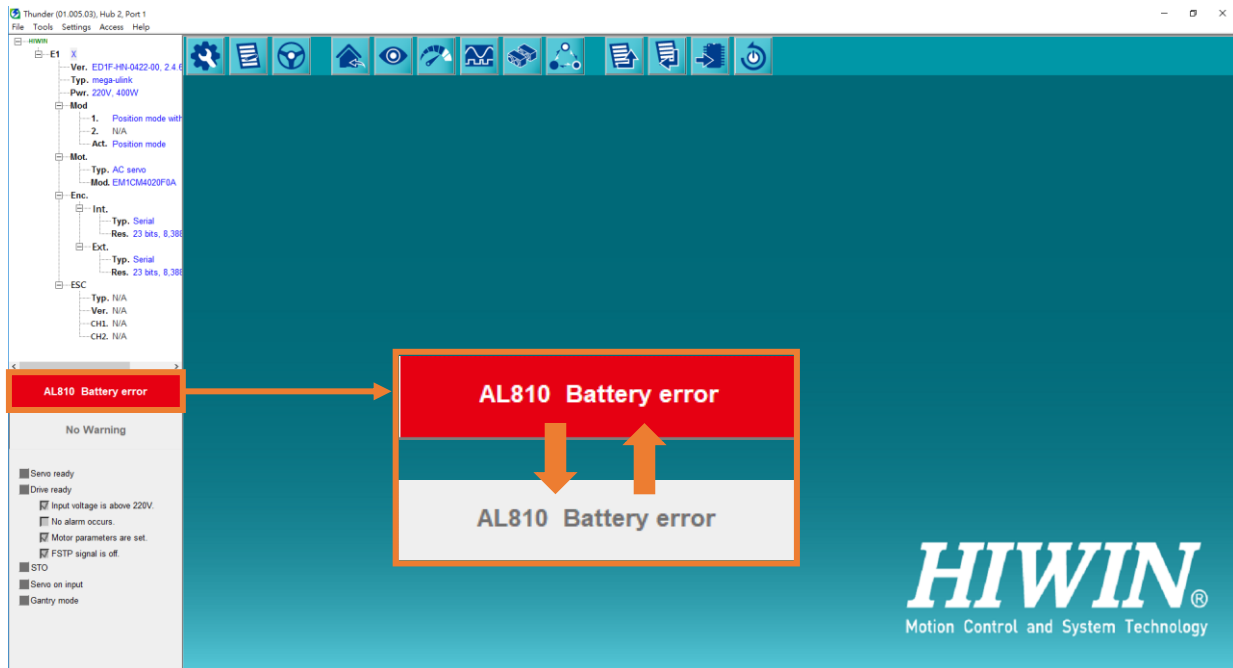 Thunder (01.005.03), Hub 2, Port 1
File Tools Settings Access Help
HIWIN
E1 X
Ver. ED1F-HN-0422-00, 2.4.6
Typ. mega-ulink
Pwr. 220V, 400W
Mod
1. Position mode with
2. N/A
Act. Position mode
Mot.
Typ. AC servo
Mod. EM1CM4020F0A
Enc.
Int.
Typ. Serial
Res. 23 bits, 8,388
Ext.
Typ. Serial
Res. 23 bits, 8,388
ESC
Typ. N/A
Ver. N/A
CH1. N/A
CH2. N/A
AL810 Battery error
No Warning
Servo ready
Drive ready
Input voltage is above 220V.
No alarm occurs.
Motor parameters are set.
FSTP signal is off.
STO
Servo on input
Gantry mode
AL810 Battery error
AL810 Battery error
HIWIN®
Motion Control and System Technology